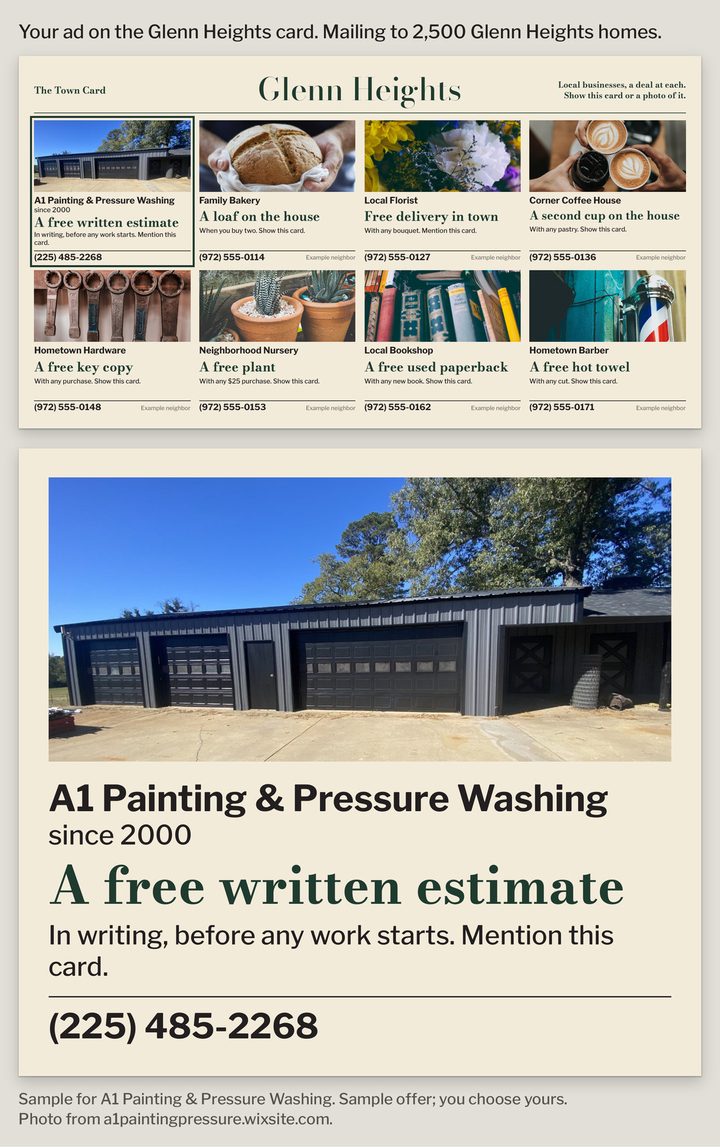 Your ad on the Glenn Heights card. Mailing to 2,500 Glenn Heights homes.
The Town Card
Glenn Heights
Local businesses, a deal at each.
Show this card or a photo of it.
A1 Painting & Pressure Washing
since 2000
A free written estimate
In writing, before any work starts. Mention this
card.
(225) 485-2268
Family Bakery
A loaf on the house
When you buy two. Show this card.
(972) 555-0114
Example neighbor
Local Florist
Free delivery in town
With any bouquet. Mention this card.
(972) 555-0127
Example neighbor
Corner Coffee House
A second cup on the house
With any pastry. Show this card.
(972) 555-0136
Example neighbor
Hometown Hardware
A free key copy
With any purchase. Show this card.
(972) 555-0148
Example neighbor
Neighborhood Nursery
A free plant
With any $25 purchase. Show this card.
(972) 555-0153
Example neighbor
Local Bookshop
A free used paperback
With any new book. Show this card.
(972) 555-0162
Example neighbor
Hometown Barber
A free hot towel
With any cut. Show this card.
(972) 555-0171
Example neighbor
A1 Painting & Pressure Washing
since 2000
A free written estimate
In writing, before any work starts. Mention this
card.
(225) 485-2268
Sample for A1 Painting & Pressure Washing. Sample offer; you choose yours.
Photo from a1paintingpressure.wixsite.com.